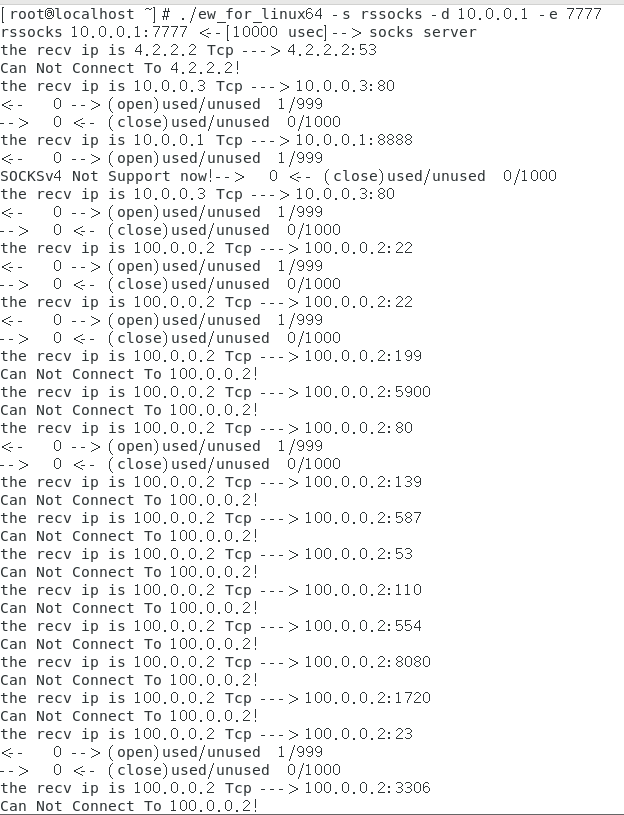 [root@localhost ~]# ./ew_for_linux64 -s rssocks -d 10.0.0.1 -e 7777
rssocks 10.0.0.1:7777 <-[10000 usec]--> socks server
the recv ip is 4.2.2.2 Tcp ---> 4.2.2.2:53
Can Not Connect To 4.2.2.2!
the recv ip is 10.0.0.3 Tcp ---> 10.0.0.3:80
<-   0 --> (open)used/unused  1/999
-->   0 <- (close)used/unused  0/1000
the recv ip is 10.0.0.1 Tcp ---> 10.0.0.1:8888
<-   0 --> (open)used/unused  1/999
SOCKSv4 Not Support now!-->   0 <- (close)used/unused  0/1000
the recv ip is 10.0.0.3 Tcp ---> 10.0.0.3:80
<-   0 --> (open)used/unused  1/999
-->   0 <- (close)used/unused  0/1000
the recv ip is 100.0.0.2 Tcp ---> 100.0.0.2:22
<-   0 --> (open)used/unused  1/999
-->   0 <- (close)used/unused  0/1000
the recv ip is 100.0.0.2 Tcp ---> 100.0.0.2:22
<-   0 --> (open)used/unused  1/999
-->   0 <- (close)used/unused  0/1000
the recv ip is 100.0.0.2 Tcp ---> 100.0.0.2:199
Can Not Connect To 100.0.0.2!
the recv ip is 100.0.0.2 Tcp ---> 100.0.0.2:5900
Can Not Connect To 100.0.0.2!
the recv ip is 100.0.0.2 Tcp ---> 100.0.0.2:80
<-   0 --> (open)used/unused  1/999
-->   0 <- (close)used/unused  0/1000
the recv ip is 100.0.0.2 Tcp ---> 100.0.0.2:139
Can Not Connect To 100.0.0.2!
the recv ip is 100.0.0.2 Tcp ---> 100.0.0.2:587
Can Not Connect To 100.0.0.2!
the recv ip is 100.0.0.2 Tcp ---> 100.0.0.2:53
Can Not Connect To 100.0.0.2!
the recv ip is 100.0.0.2 Tcp ---> 100.0.0.2:110
Can Not Connect To 100.0.0.2!
the recv ip is 100.0.0.2 Tcp ---> 100.0.0.2:554
Can Not Connect To 100.0.0.2!
the recv ip is 100.0.0.2 Tcp ---> 100.0.0.2:8080
Can Not Connect To 100.0.0.2!
the recv ip is 100.0.0.2 Tcp ---> 100.0.0.2:1720
Can Not Connect To 100.0.0.2!
the recv ip is 100.0.0.2 Tcp ---> 100.0.0.2:23
<-   0 --> (open)used/unused  1/999
-->   0 <- (close)used/unused  0/1000
the recv ip is 100.0.0.2 Tcp ---> 100.0.0.2:3306
Can Not Connect To 100.0.0.2!